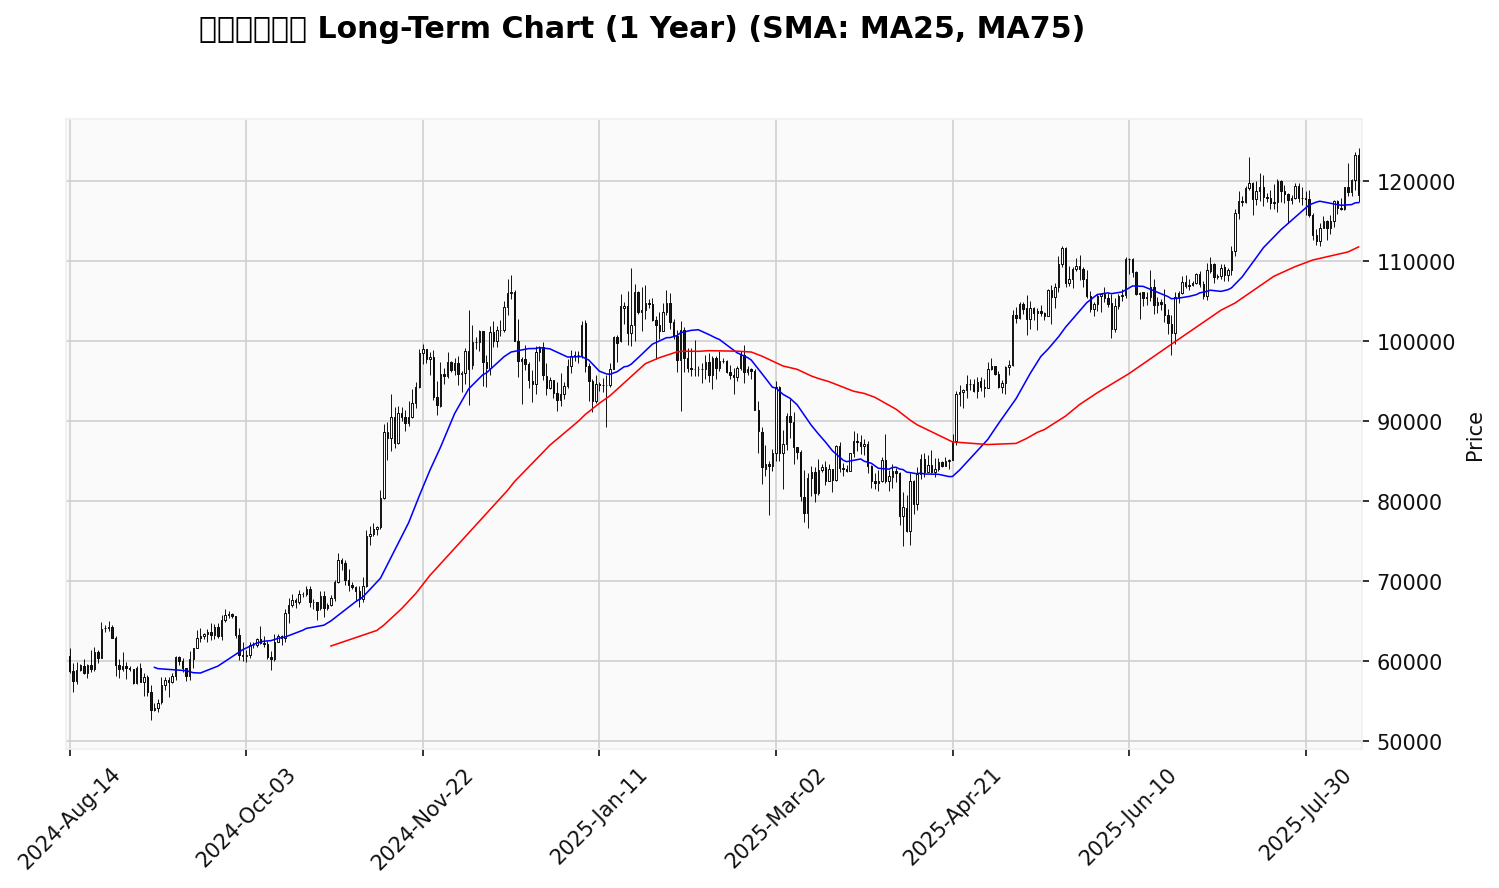 Long-Term Chart (1 Year) (SMA: MA25, MA75)
120000
110000
100000
90000
80000
70000
60000
50000
Price
2024-Aug-14
2024-Oct-03
2024-Nov-22
2025-Jan-11
2025-Mar-02
2025-Apr-21
2025-Jun-10
2025-Jul-30